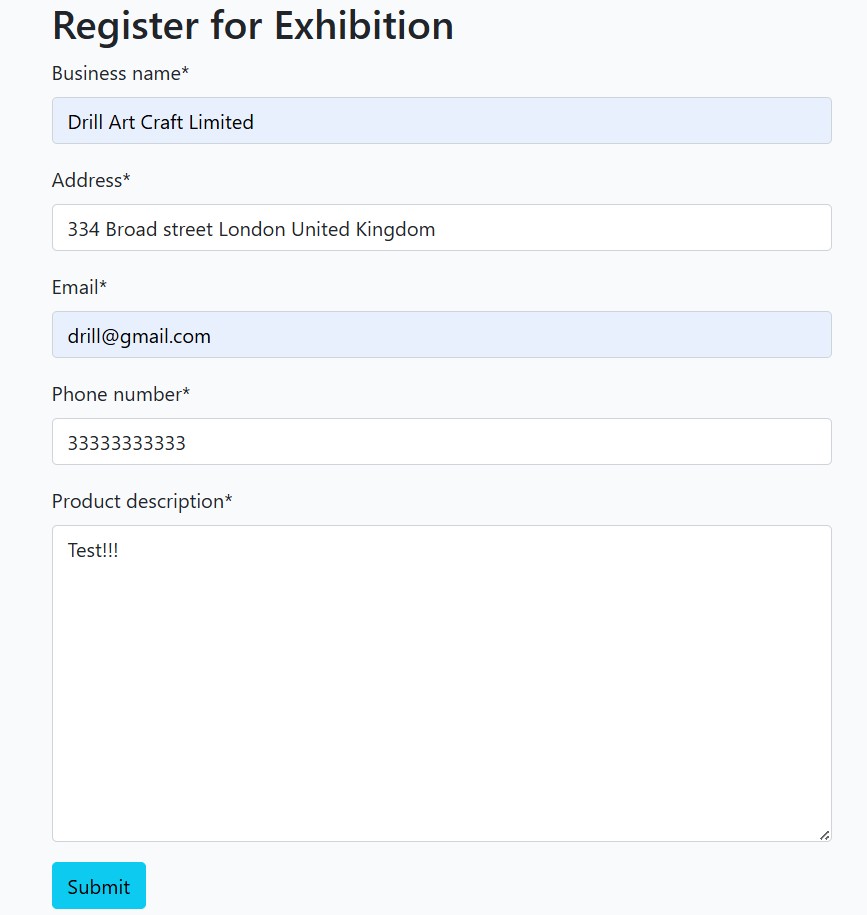 Register for Exhibition
Business name*
Drill Art Craft Limited
Address*
334 Broad street London United Kingdom
Email*
drill@gmail.com
Phone number*
33333333333
Product description*
Test!!!
Submit